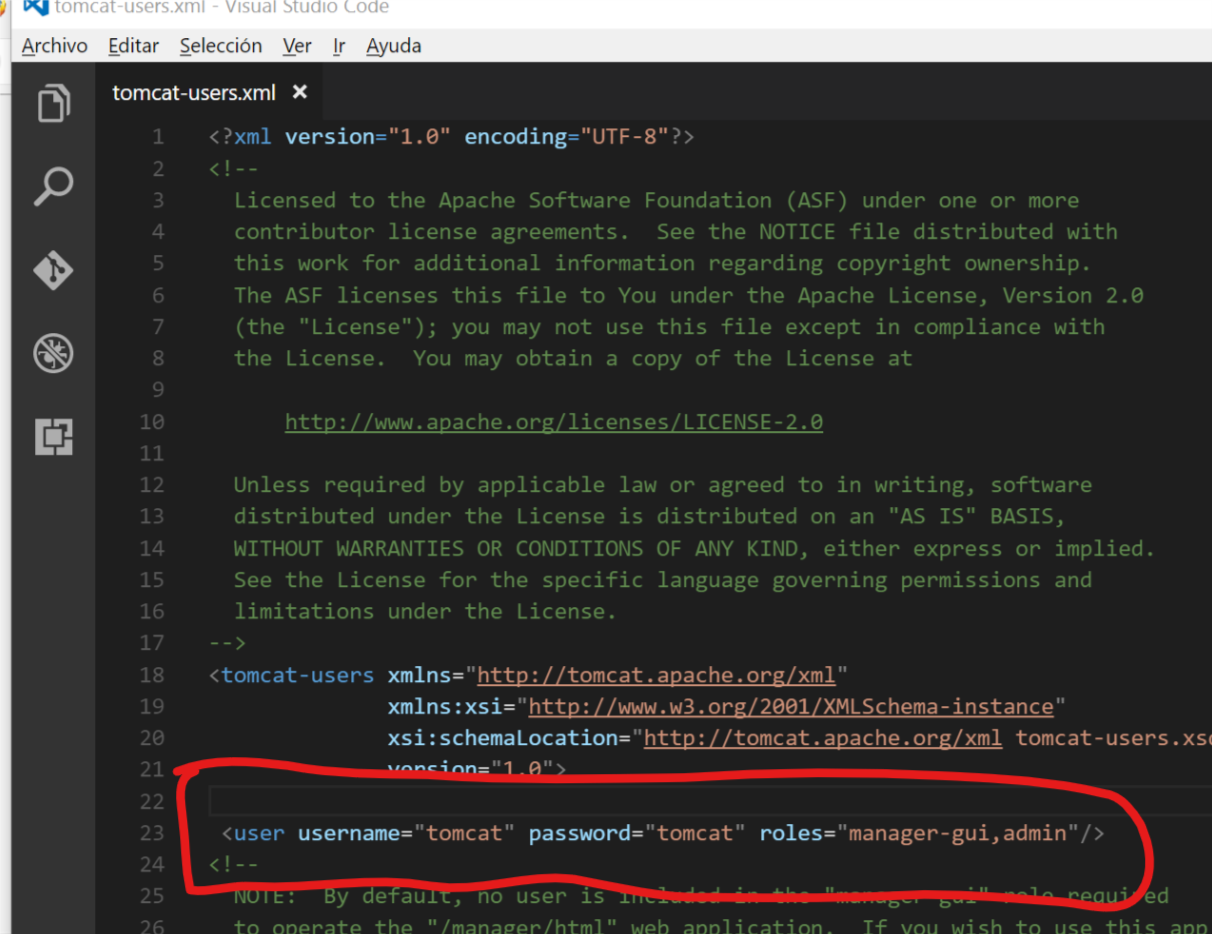 tomcat-users.xml - Visual Studio Code
Archivo Editar Selección Ver Ir Ayuda
tomcat-users.xml ×
1 <?xml version="1.0" encoding="UTF-8"?>
2 <!--
3 Licensed to the Apache Software Foundation (ASF) under one or more
4 contributor license agreements.  See the NOTICE file distributed with
5 this work for additional information regarding copyright ownership.
6 The ASF licenses this file to You under the Apache License, Version 2.0
7 (the "License"); you may not use this file except in compliance with
8 the License.  You may obtain a copy of the License at
9
10 http://www.apache.org/licenses/LICENSE-2.0
11
12 Unless required by applicable law or agreed to in writing, software
13 distributed under the License is distributed on an "AS IS" BASIS,
14 WITHOUT WARRANTIES OR CONDITIONS OF ANY KIND, either express or implied.
15 See the License for the specific language governing permissions and
16 limitations under the License.
17 -->
18 <tomcat-users xmlns="http://tomcat.apache.org/xml"
19 xmlns:xsi="http://www.w3.org/2001/XMLSchema-instance"
20 xsi:schemaLocation="http://tomcat.apache.org/xml tomcat-users.xs
21 version="1.0">
22
23 <user username="tomcat" password="tomcat" roles="manager-gui,admin"/>
24 <!--
25 NOTE:  By default, no user is included in the "manager-gui" role required
26 to operate the "/manager/html" web application.  If you wish to use this app